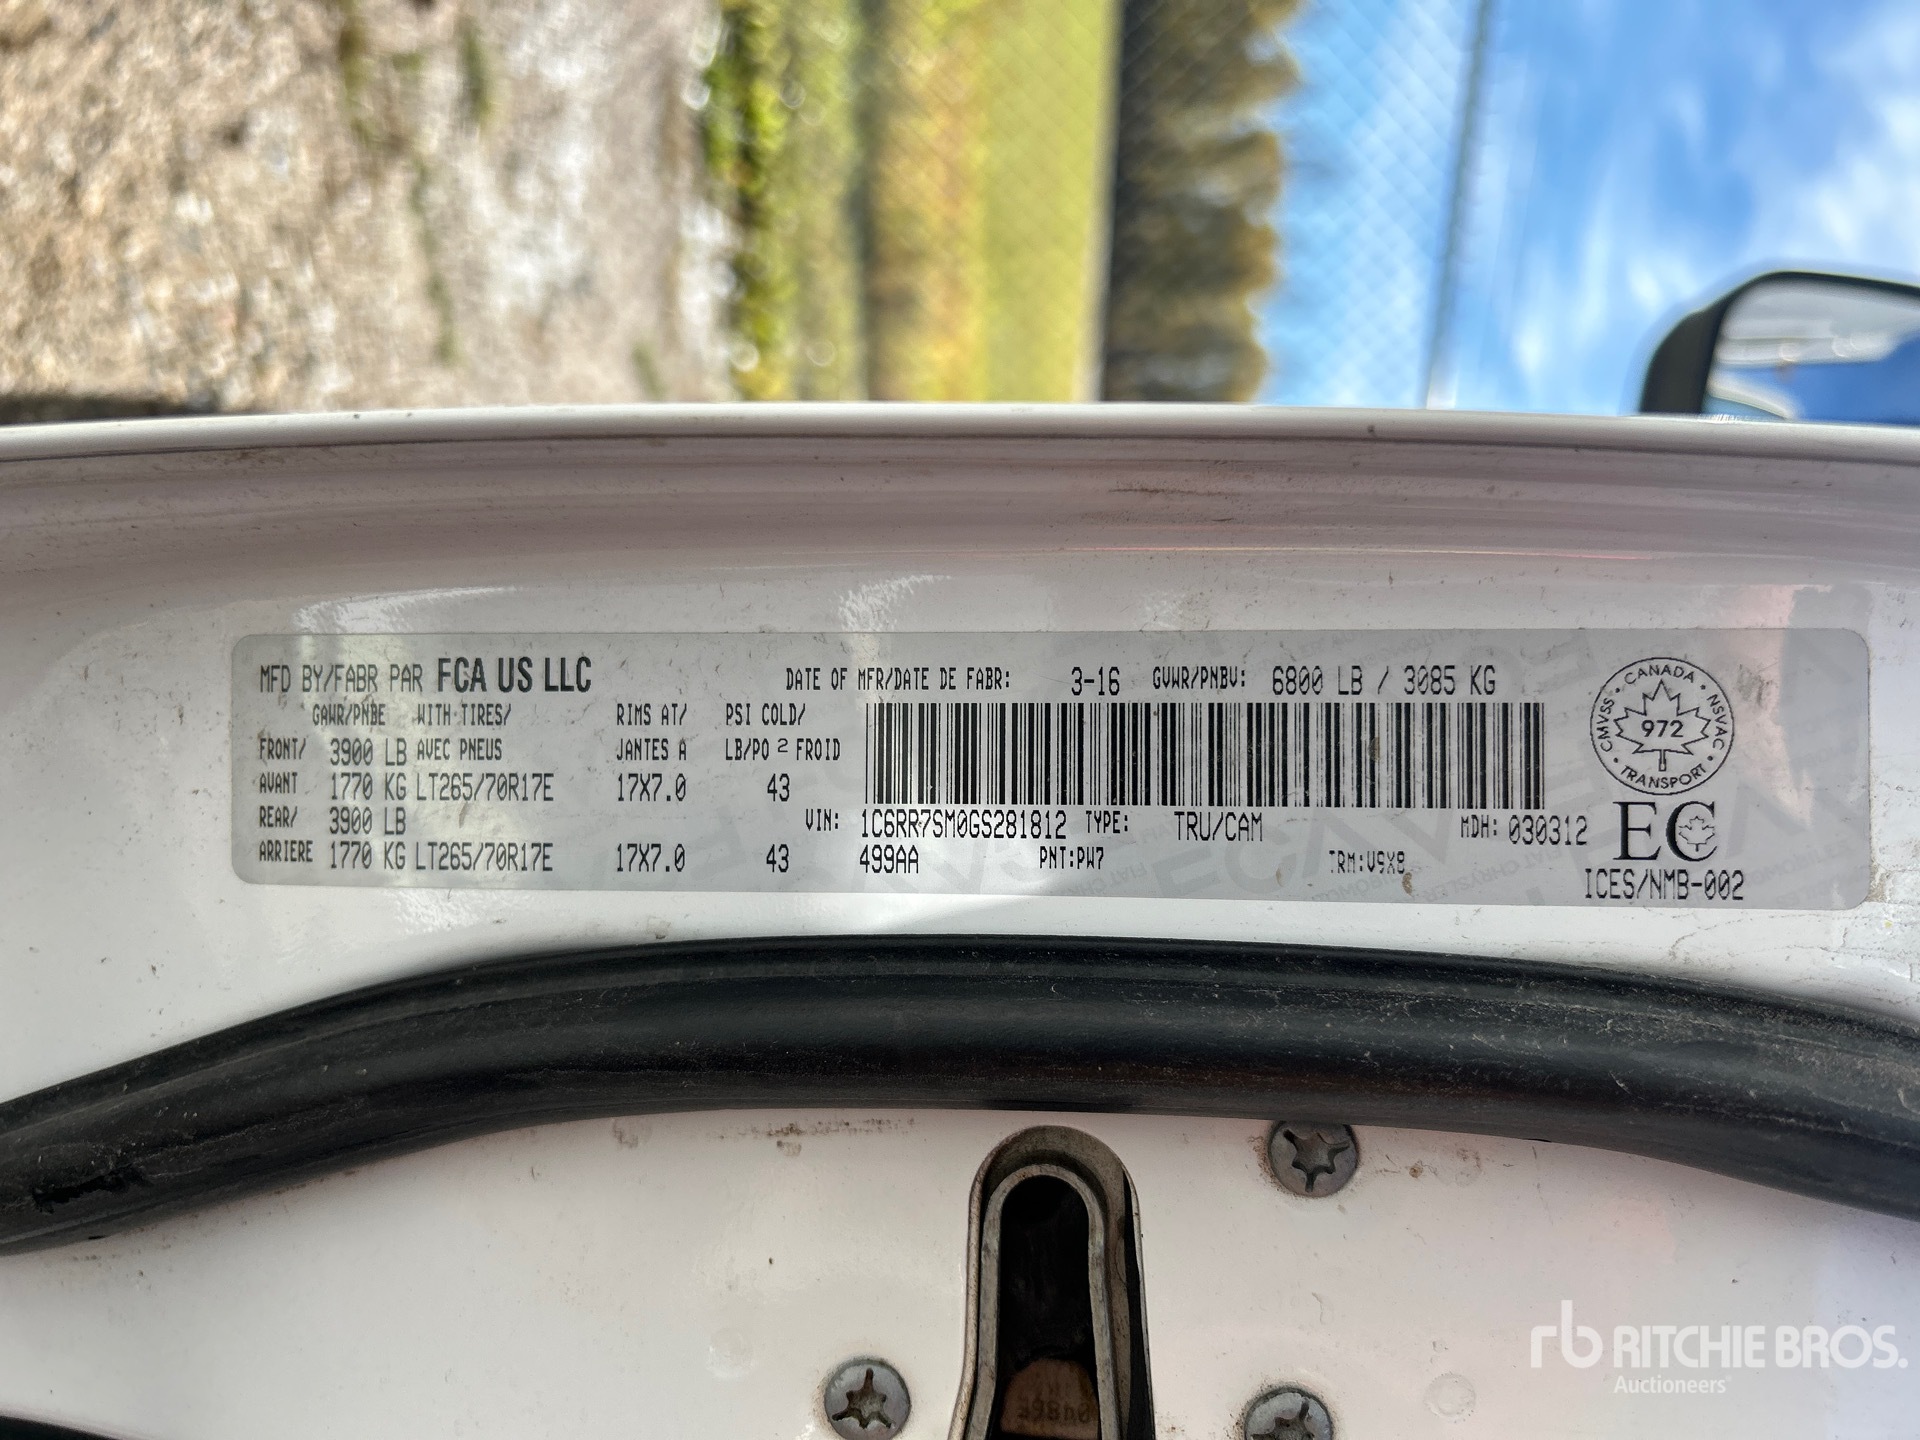 MFD BY/FABR PAR FCA US LLC DATE OF MFR/DATE DE FABR: 3-16 GVWR/PNBV: 6800 LB / 3085 KG
GAWR/PNBE WITH TIRES/ RIMS AT/ PSI COLD/
FRONT/ 3900 LB AVEC PNEUS JANTES A LB/PO 2 FROID
AVANT 1770 KG LT265/70R17E 17X7.0 43
REAR/ 3900 LB
ARRIERE 1770 KG LT265/70R17E 17X7.0 43
VIN: 1C6RR7SM0GS281812 TYPE: TRU/CAM MDH: 030312
499AA PNT:PW7 TRM:V9X8
CANADA
CMVSS • NSVAC
972
TRANSPORT
EC
ICES/NMB-002
rb RITCHIE BROS.
Auctioneers